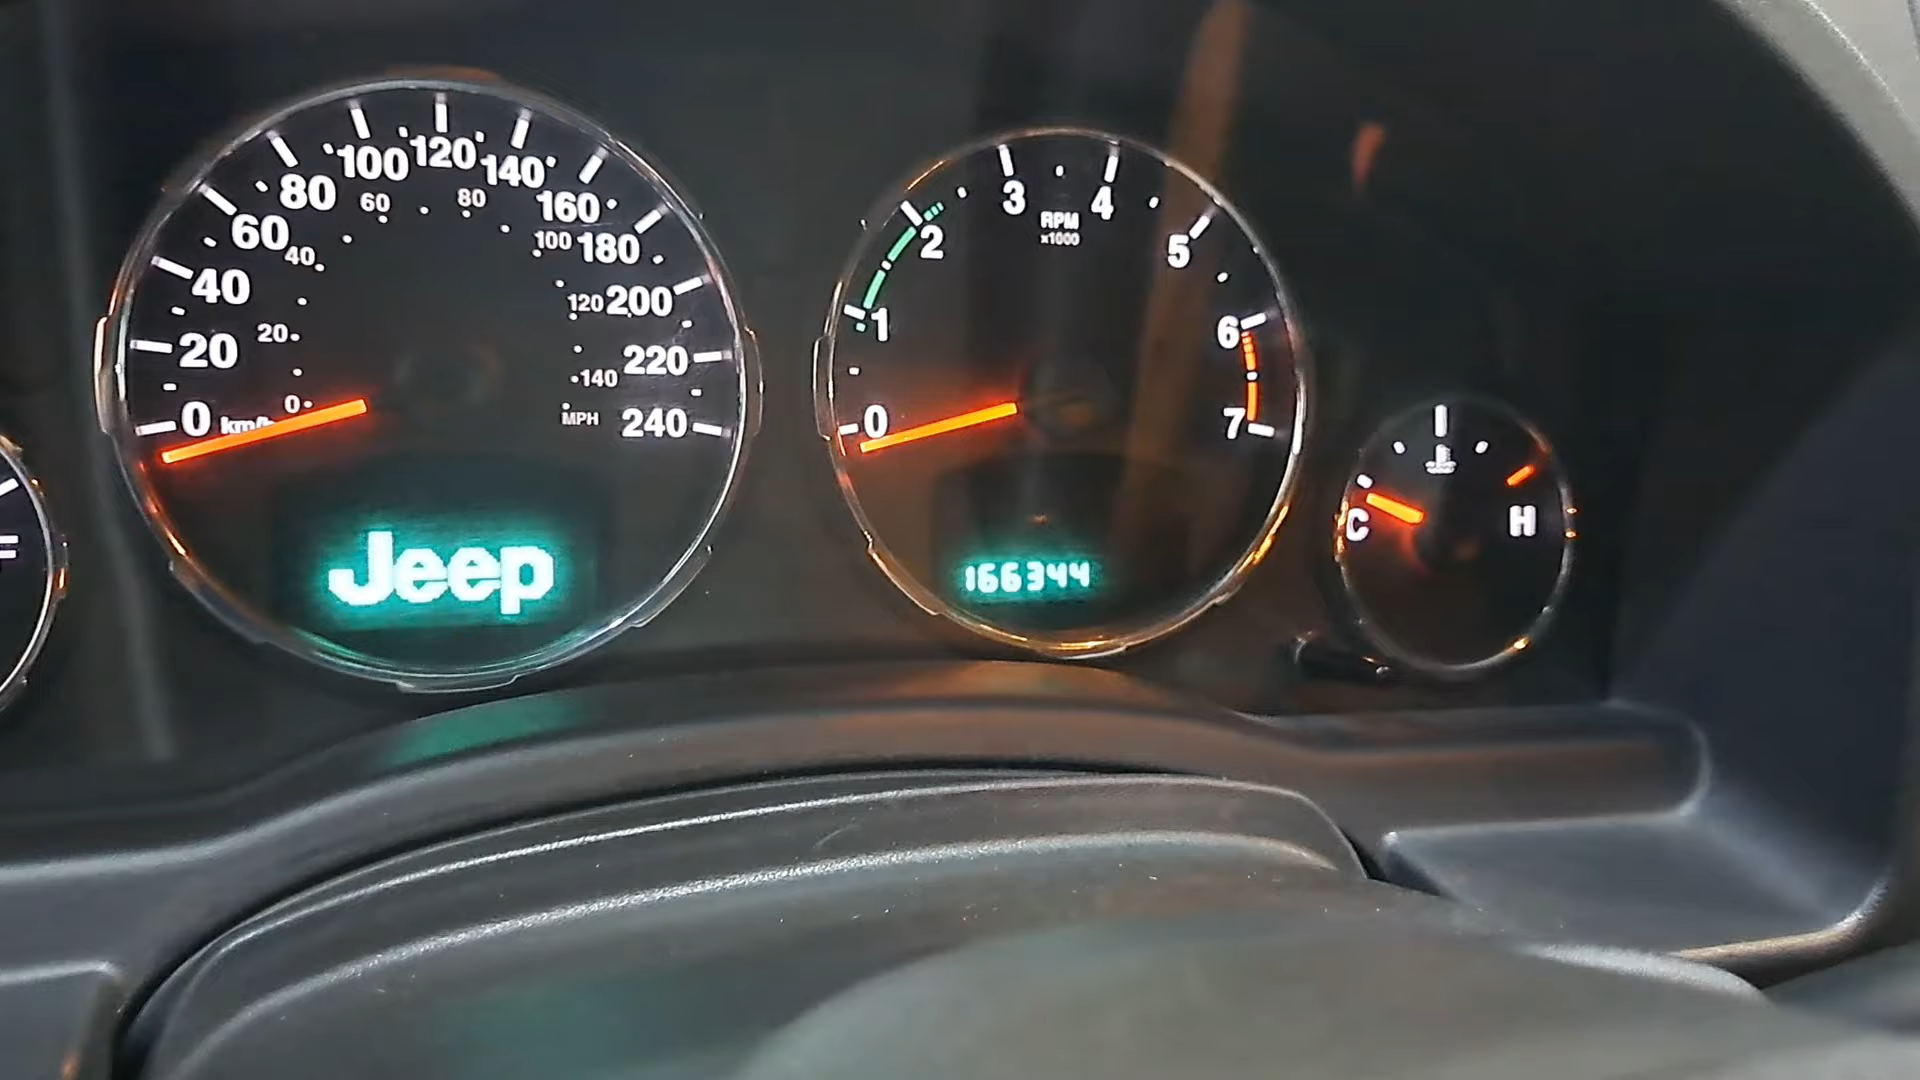 0 20 40 60 80 100 120 140 160 180 200 220 240
km/h
0 20 40 60 80 100 120 140
MPH
Jeep
0 1 2 3 4 5 6 7
RPM
x1000
166344
C H
F